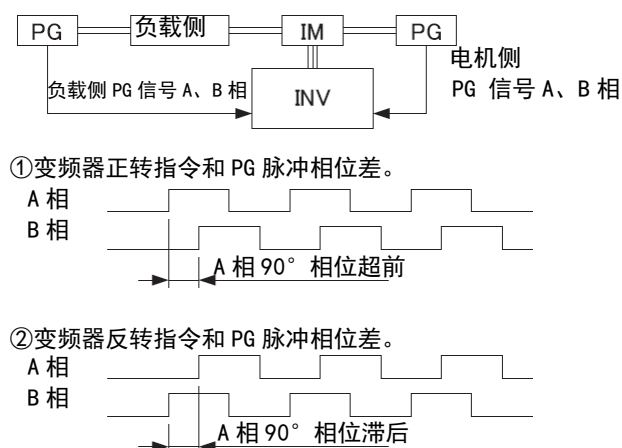 PG 负载侧 IM PG
电机侧
负载侧 PG 信号 A、B 相 INV PG 信号 A、B 相
①变频器正转指令和 PG 脉冲相位差。
A 相
B 相
A 相 90° 相位超前
②变频器反转指令和 PG 脉冲相位差。
A 相
B 相
A 相 90° 相位滞后